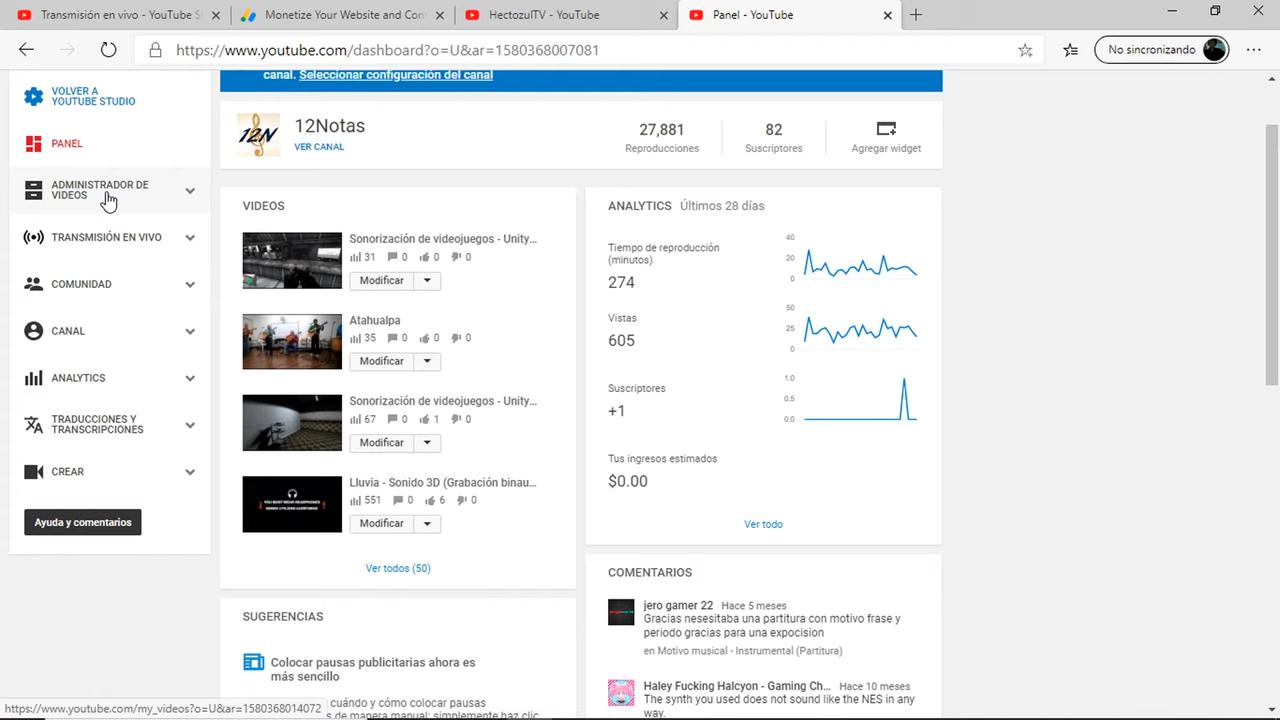 Transmisión en vivo - YouTube S
Monetize Your Website and Con
HectozulTV - YouTube
Panel - YouTube
https://www.youtube.com/dashboard?o=U&ar=1580368007081
No sincronizando
canal. Seleccionar configuración del canal
VOLVER A
YOUTUBE STUDIO
PANEL
ADMINISTRADOR DE
VIDEOS
TRANSMISIÓN EN VIVO
COMUNIDAD
CANAL
ANALYTICS
TRADUCCIONES Y
TRANSCRIPCIONES
CREAR
Ayuda y comentarios
12N
12Notas
VER CANAL
27,881
Reproducciones
82
Suscriptores
Agregar widget
VIDEOS
Sonorización de videojuegos - Unity...
31 0 0 0
Modificar
Atahualpa
35 0 0 0
Modificar
Sonorización de videojuegos - Unity...
67 0 1 0
Modificar
YOU MUST WEAR HEADPHONES
Lluvia - Sonido 3D (Grabación binau...
551 0 6 0
Modificar
Ver todos (50)
ANALYTICS Últimos 28 días
Tiempo de reproducción
(minutos)
274
40
20
0
Vistas
605
50
25
0
Suscriptores
+1
1.0
0.5
0.0
Tus ingresos estimados
$0.00
Ver todo
SUGERENCIAS
Colocar pausas publicitarias ahora es
más sencillo
cuándo y cómo colocar pausas
s de manera manual: simplemente haz clic
COMENTARIOS
jero gamer 22 Hace 5 meses
Gracias nesesitaba una partitura con motivo frase y
periodo gracias para una expocision
en Motivo musical - Instrumental (Partitura)
Haley Fucking Halcyon - Gaming Ch... Hace 10 meses
The synth you used does not sound like the NES in any
way.
https://www.youtube.com/my_videos?o=U&ar=1580368014072